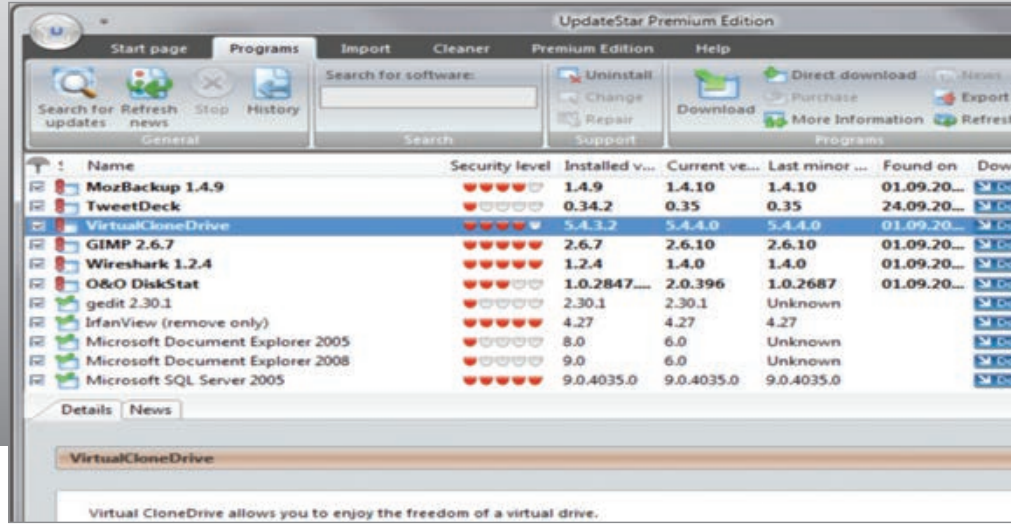 UpdateStar Premium Edition
Start page Programs Import Cleaner Premium Edition Help
Search for updates Refresh news Stop History
Search for software:
Uninstall
Change
Repair
Download
Direct download News
Purchase Export
More Information Refresh
General Search Support Programs
! Name Security level Installed v... Current ve... Last minor ... Found on Dow
MozBackup 1.4.9 1.4.9 1.4.10 1.4.10 01.09.20...
TweetDeck 0.34.2 0.35 0.35 24.09.20...
VirtualCloneDrive 5.4.3.2 5.4.4.0 5.4.4.0 01.09.20...
GIMP 2.6.7 2.6.7 2.6.10 2.6.10 01.09.20...
Wireshark 1.2.4 1.2.4 1.4.0 1.4.0 01.09.20...
O&O DiskStat 1.0.2847.... 2.0.396 1.0.2687 01.09.20...
gedit 2.30.1 2.30.1 2.30.1 Unknown
IrfanView (remove only) 4.27 4.27 4.27
Microsoft Document Explorer 2005 8.0 6.0 Unknown
Microsoft Document Explorer 2008 9.0 6.0 Unknown
Microsoft SQL Server 2005 9.0.4035.0 9.0.4035.0 9.0.4035.0
Details News
VirtualCloneDrive
Virtual CloneDrive allows you to enjoy the freedom of a virtual drive.